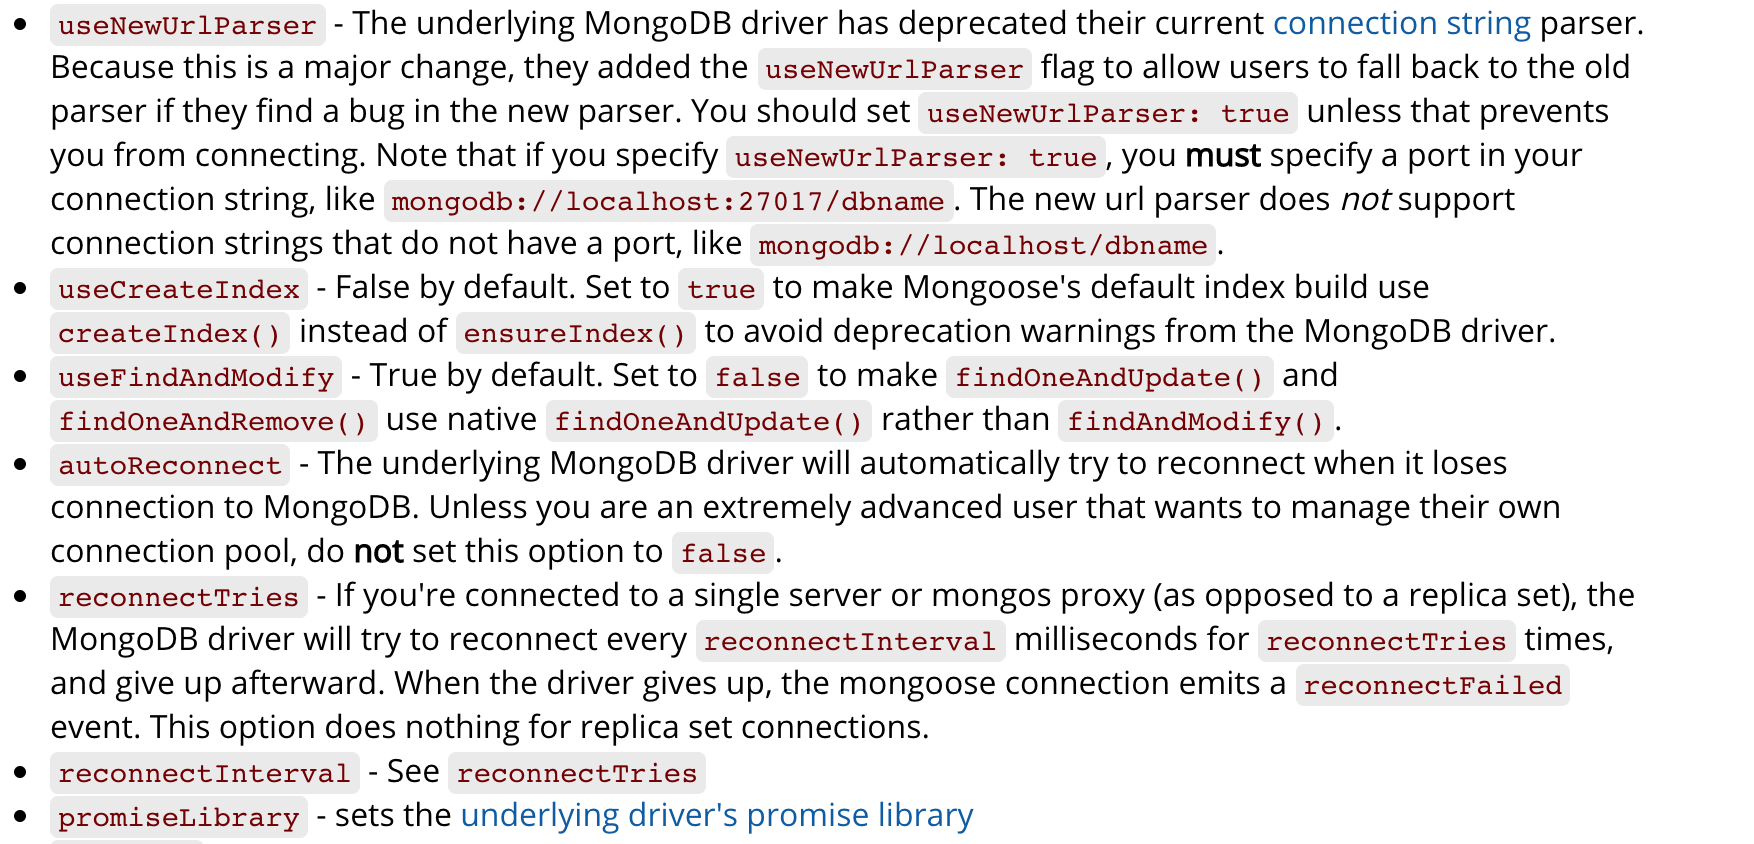 • useNewUrlParser - The underlying MongoDB driver has deprecated their current connection string parser.
Because this is a major change, they added the useNewUrlParser flag to allow users to fall back to the old
parser if they find a bug in the new parser. You should set useNewUrlParser: true unless that prevents
you from connecting. Note that if you specify useNewUrlParser: true, you must specify a port in your
connection string, like mongodb://localhost:27017/dbname. The new url parser does not support
connection strings that do not have a port, like mongodb://localhost/dbname.
• useCreateIndex - False by default. Set to true to make Mongoose's default index build use
createIndex() instead of ensureIndex() to avoid deprecation warnings from the MongoDB driver.
• useFindAndModify - True by default. Set to false to make findOneAndUpdate() and
findOneAndRemove() use native findOneAndUpdate() rather than findAndModify().
• autoReconnect - The underlying MongoDB driver will automatically try to reconnect when it loses
connection to MongoDB. Unless you are an extremely advanced user that wants to manage their own
connection pool, do not set this option to false.
• reconnectTries - If you're connected to a single server or mongos proxy (as opposed to a replica set), the
MongoDB driver will try to reconnect every reconnectInterval milliseconds for reconnectTries times,
and give up afterward. When the driver gives up, the mongoose connection emits a reconnectFailed
event. This option does nothing for replica set connections.
• reconnectInterval - See reconnectTries
• promiseLibrary - sets the underlying driver's promise library